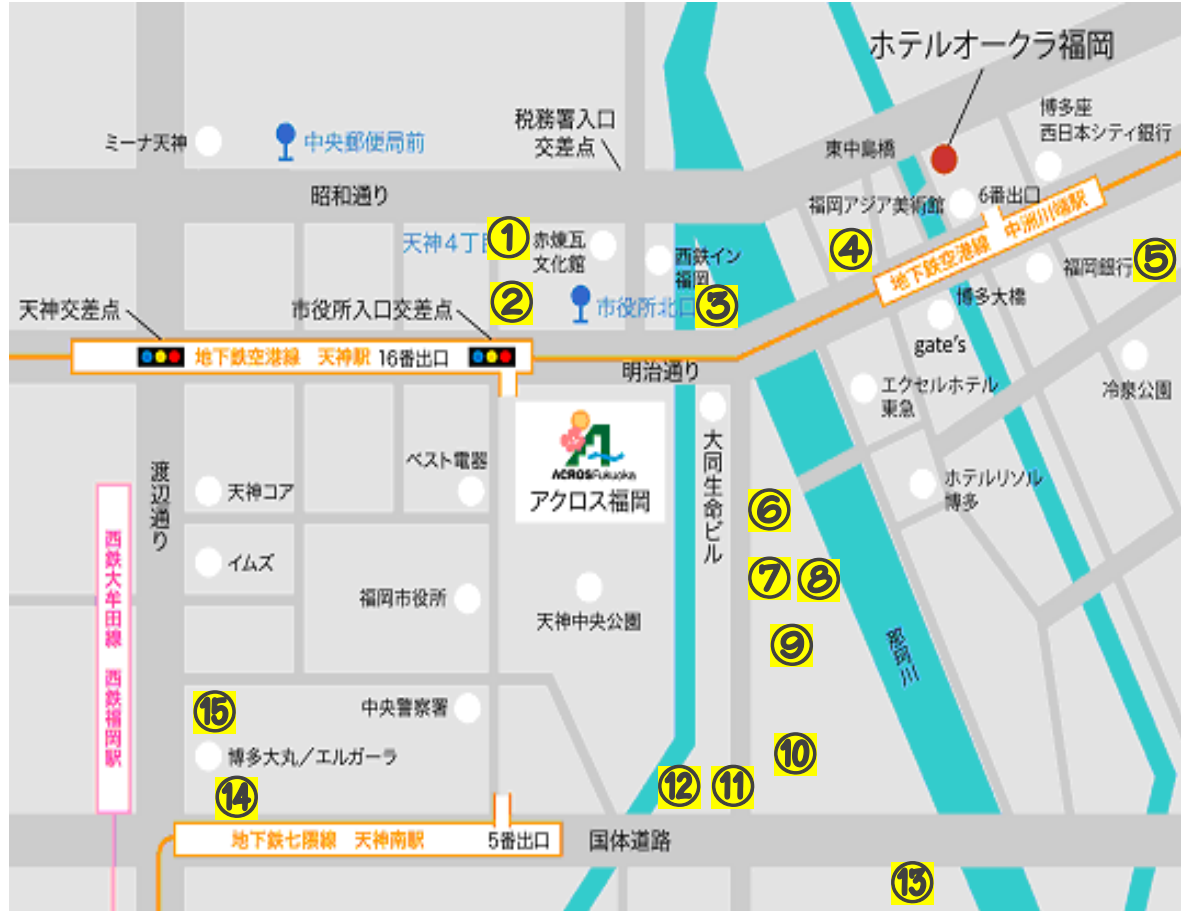 ホテルオークラ福岡
博多座
西日本シティ銀行
税務署入口
交差点
ミーナ天神
中央郵便局前
東中島橋
昭和通り
福岡アジア美術館
6番出口
地下鉄空港線 中洲川端駅
天神4丁目
①
赤煉瓦
文化館
西鉄イン
福岡
④
福岡銀行
⑤
②
市役所北口
③
天神交差点
市役所入口交差点
博多大橋
gate's
地下鉄空港線 天神駅 16番出口
明治通り
エクセルホテル
東急
冷泉公園
ACROS Fukuoka
アクロス福岡
大同生命ビル
ベスト電器
渡辺通り
天神コア
ホテルリソル
博多
⑥
西鉄大牟田線 西鉄福岡駅
イムズ
⑦
⑧
福岡市役所
天神中央公園
⑨
那珂川
⑮
中央警察署
博多大丸/エルガーラ
⑩
⑭
⑫
⑪
地下鉄七隈線 天神南駅 5番出口
国体道路
⑬